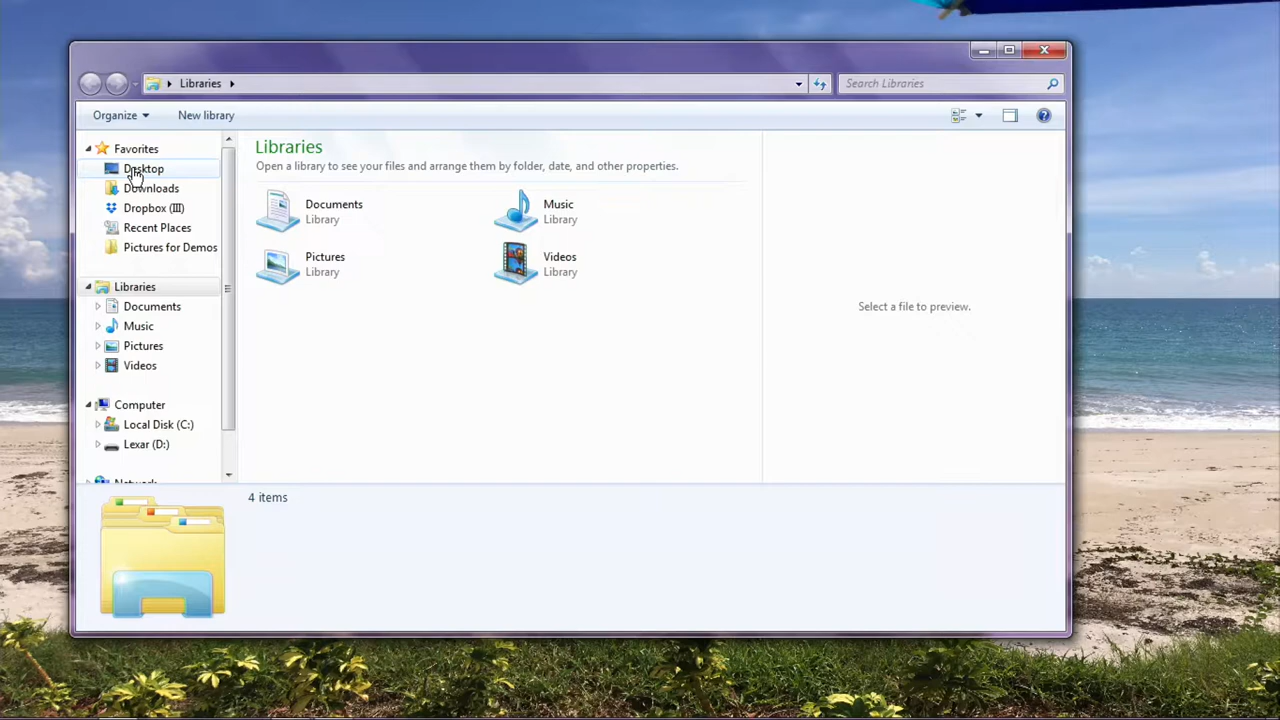 Libraries
Search Libraries
Organize
New library
Favorites
Desktop
Downloads
Dropbox (III)
Recent Places
Pictures for Demos
Libraries
Documents
Music
Pictures
Videos
Computer
Local Disk (C:)
Lexar (D:)
Network
Libraries
Open a library to see your files and arrange them by folder, date, and other properties.
Documents
Library
Music
Library
Pictures
Library
Videos
Library
Select a file to preview.
4 items